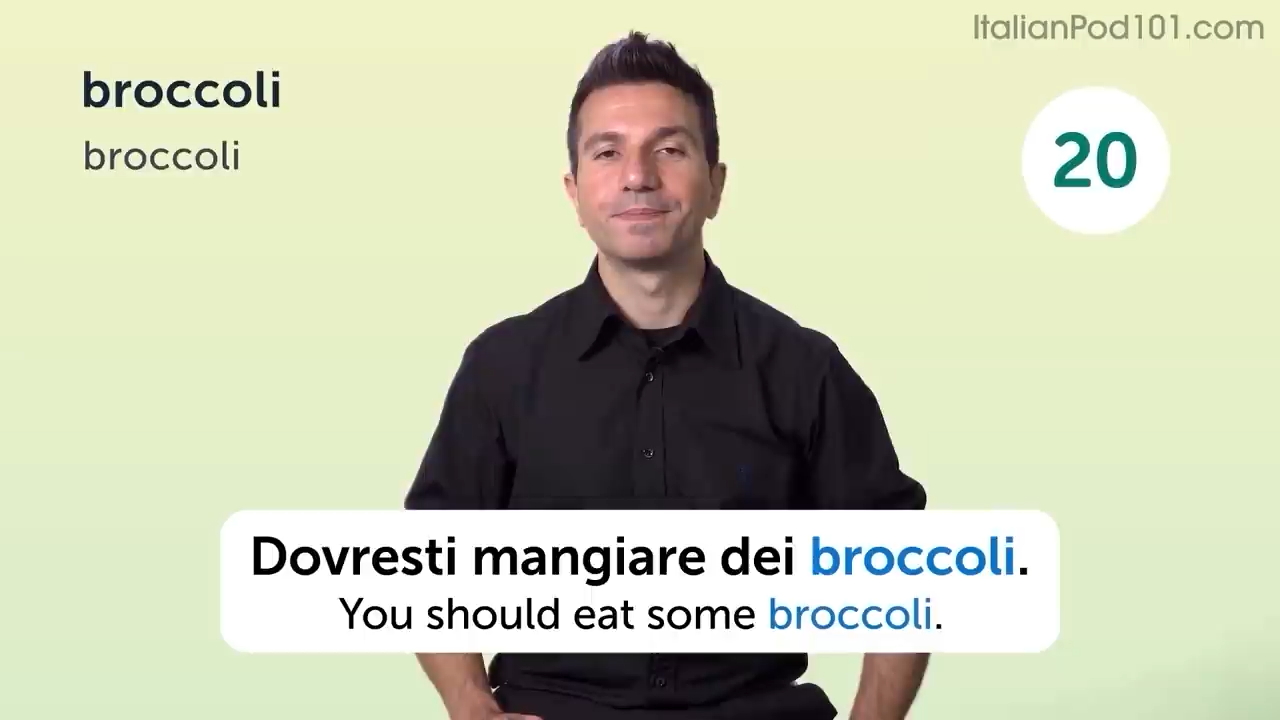 ItalianPod101.com
broccoli
broccoli
20
Dovresti mangiare dei broccoli.
You should eat some broccoli.